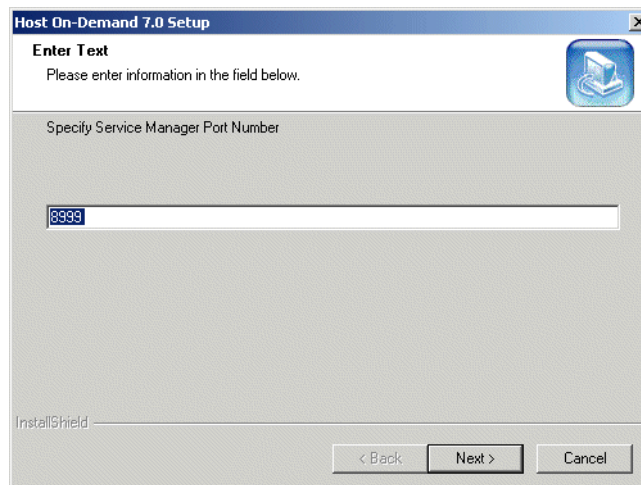 Host On-Demand 7.0 Setup
Enter Text
Please enter information in the field below.
Specify Service Manager Port Number
8999
InstallShield
< Back
Next >
Cancel